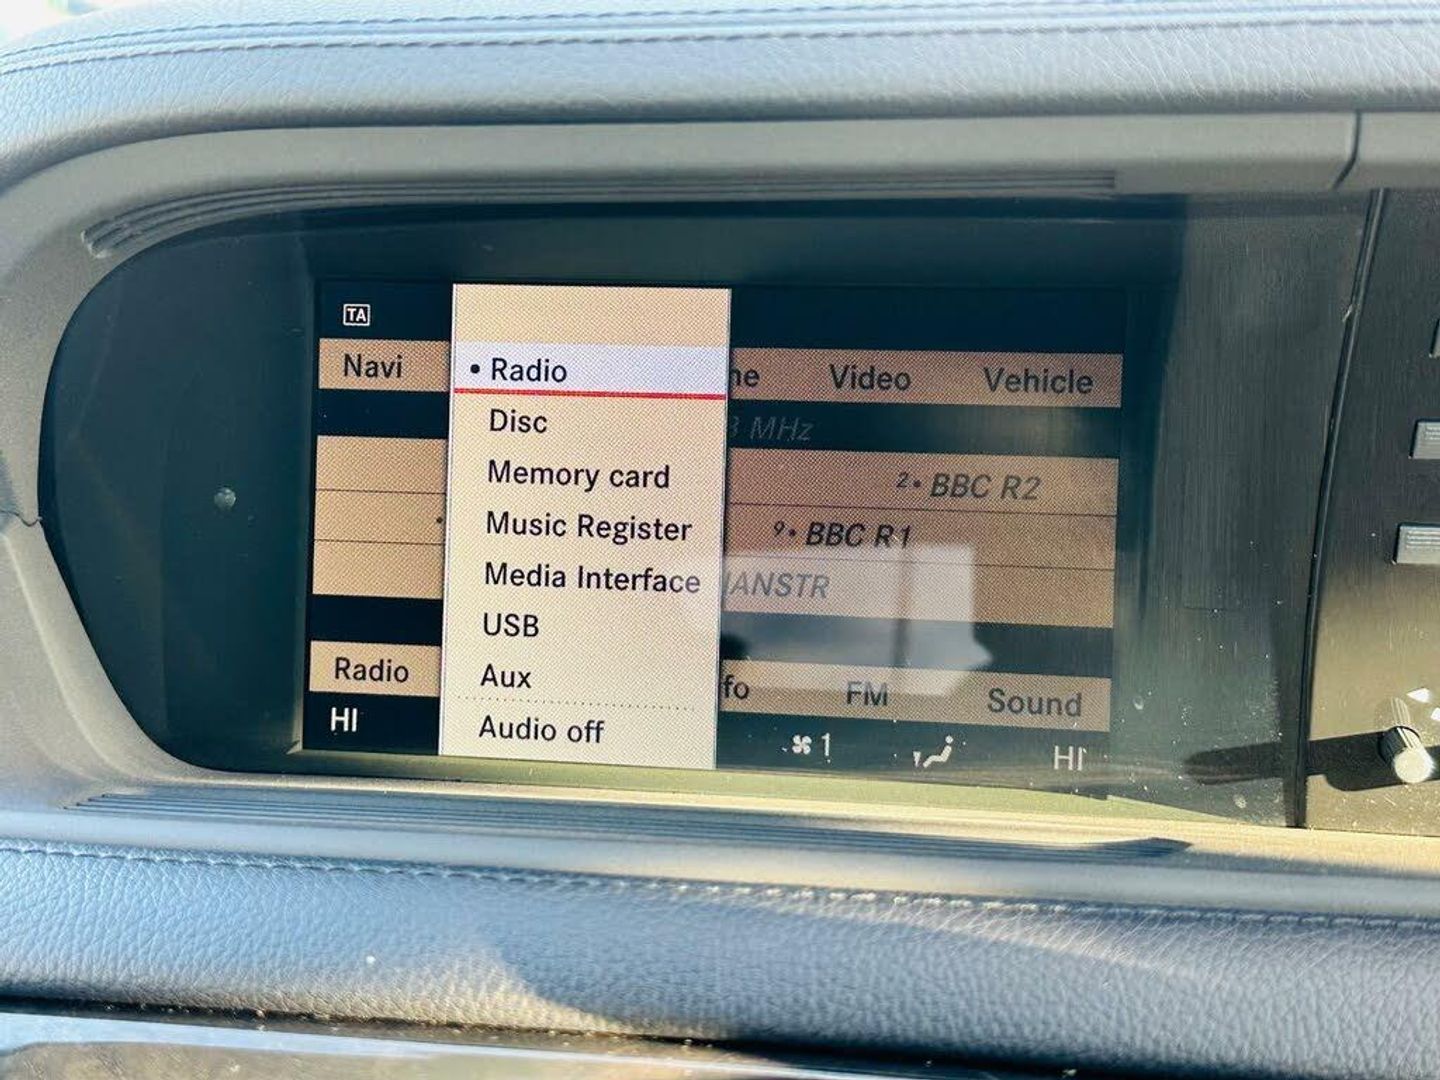 TA
Navi
• Radio
Video
Vehicle
Disc
MHz
Memory card
2• BBC R2
Music Register
9• BBC R1
Media Interface
USB
Radio
Aux
FM
Sound
HI
Audio off
1
HI